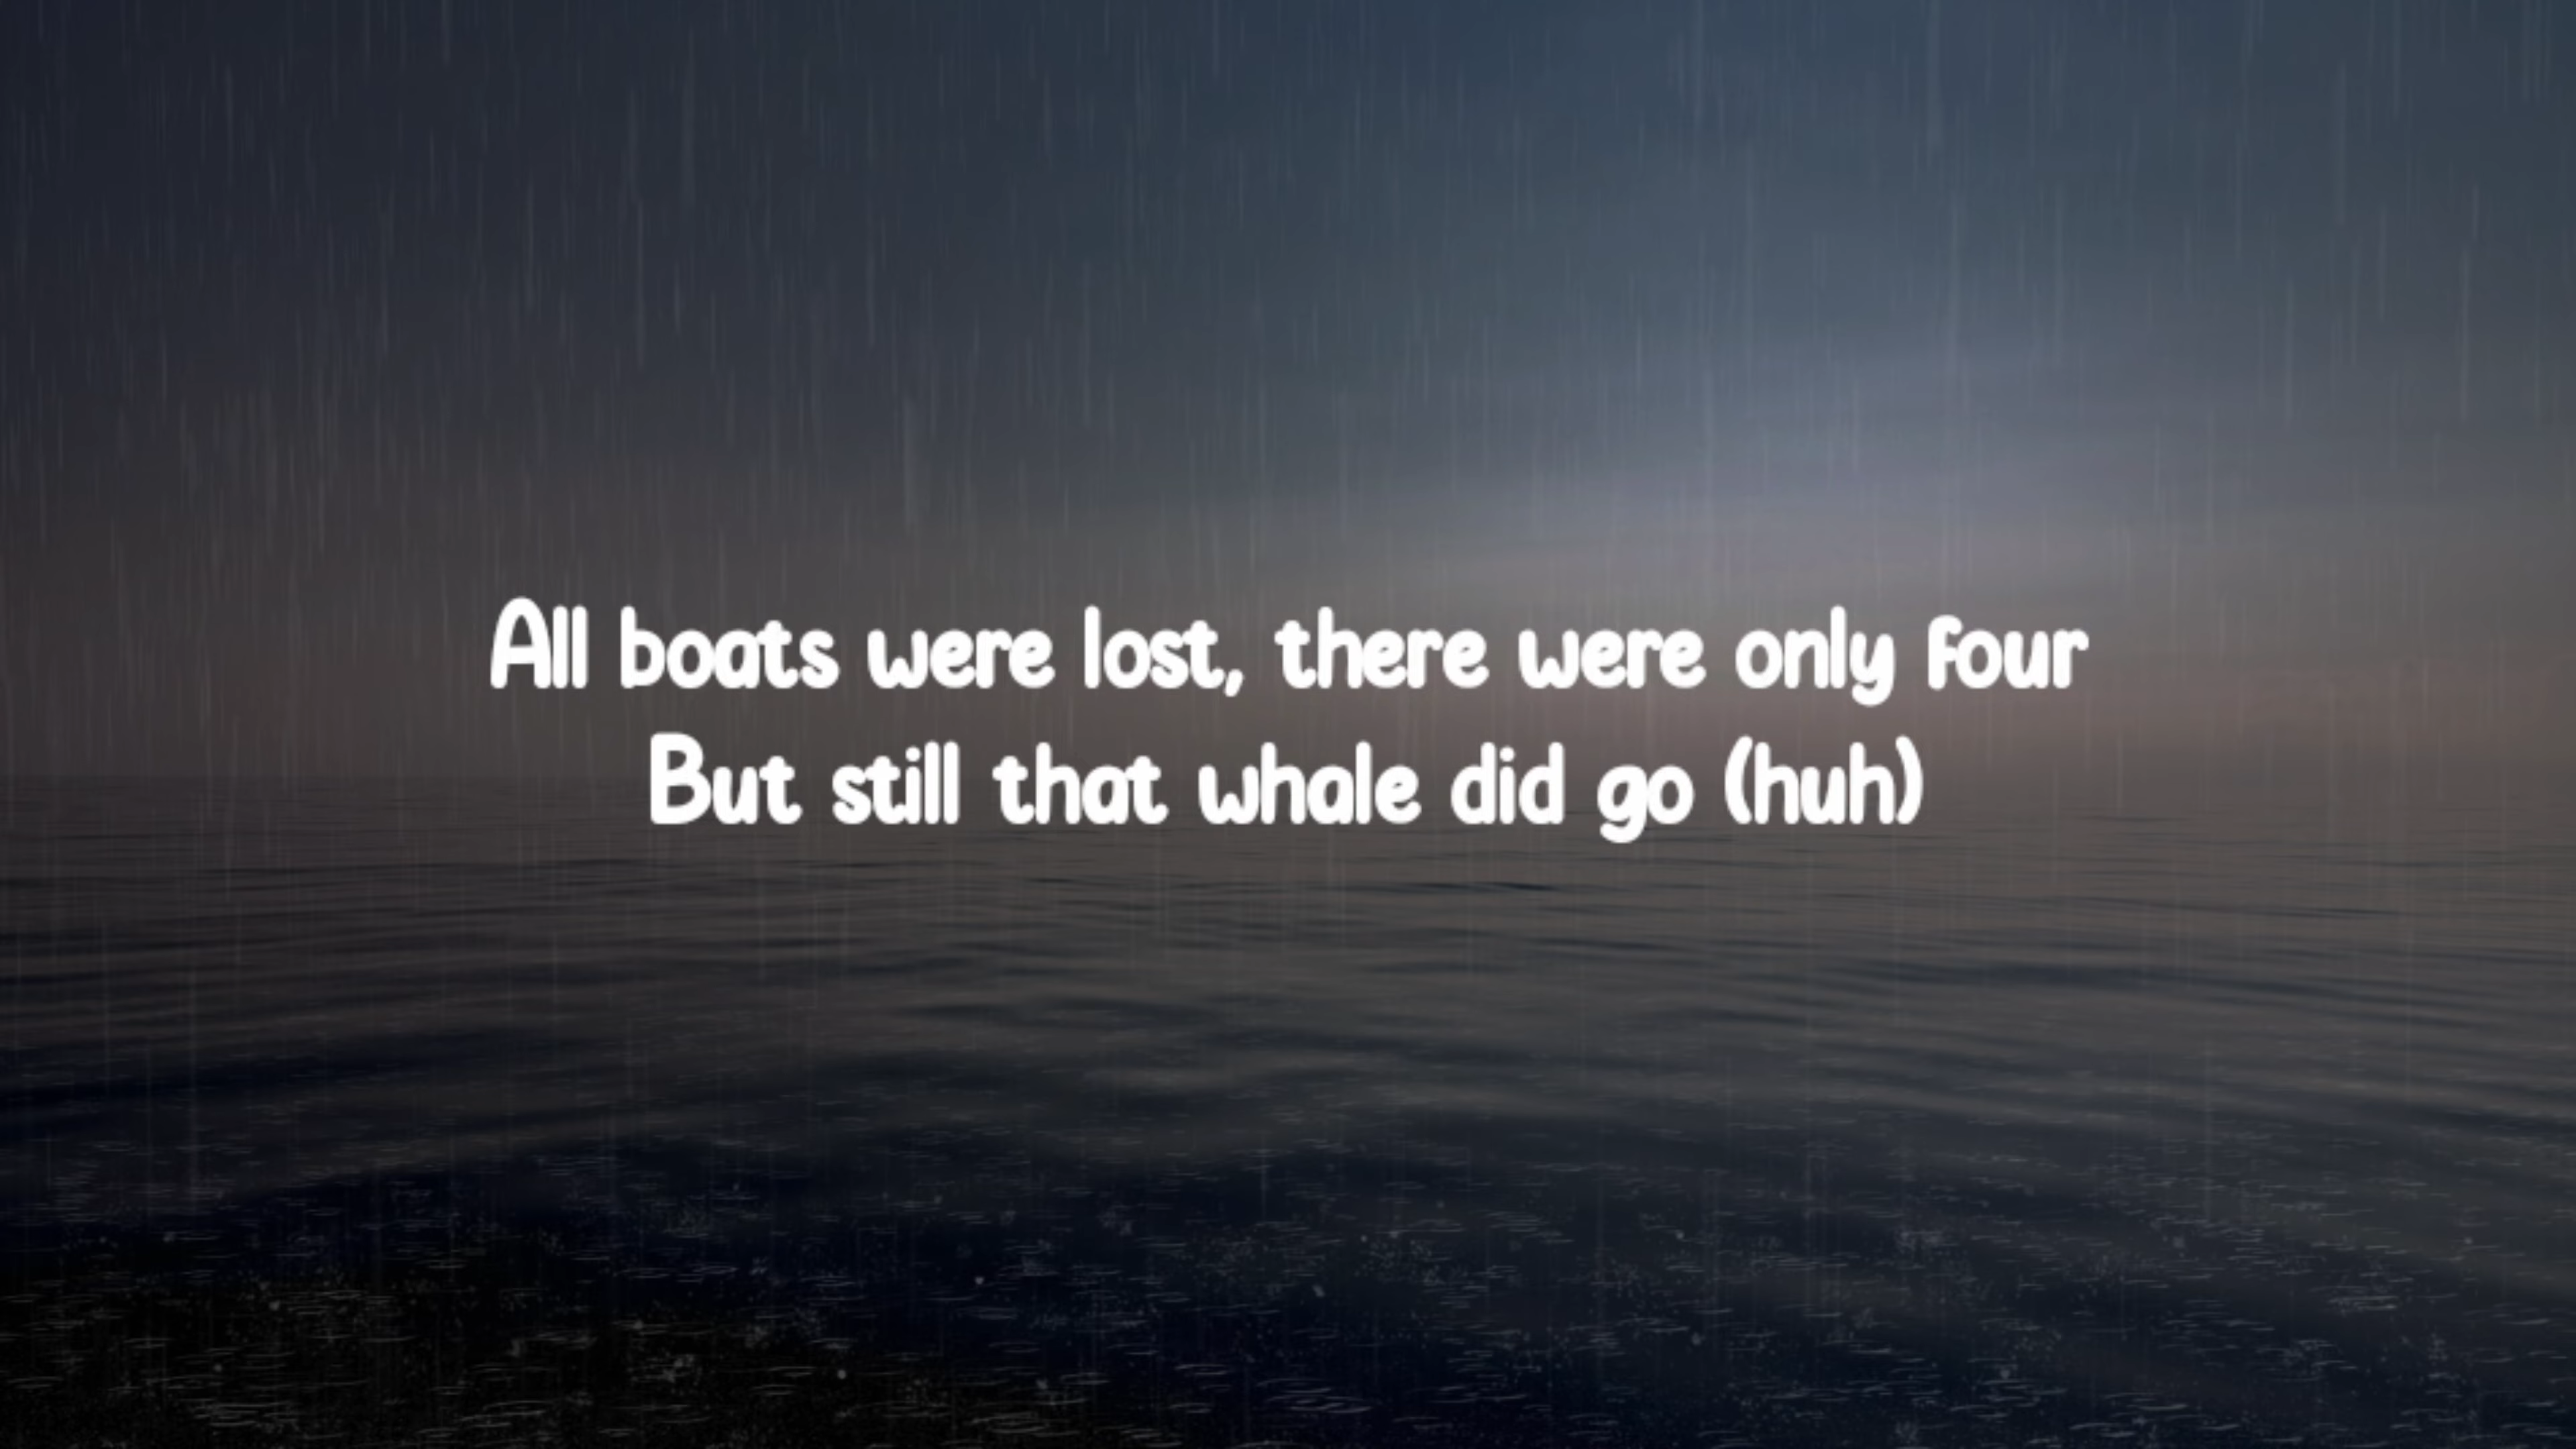 All boats were lost, there were only four
But still that whale did go (huh)